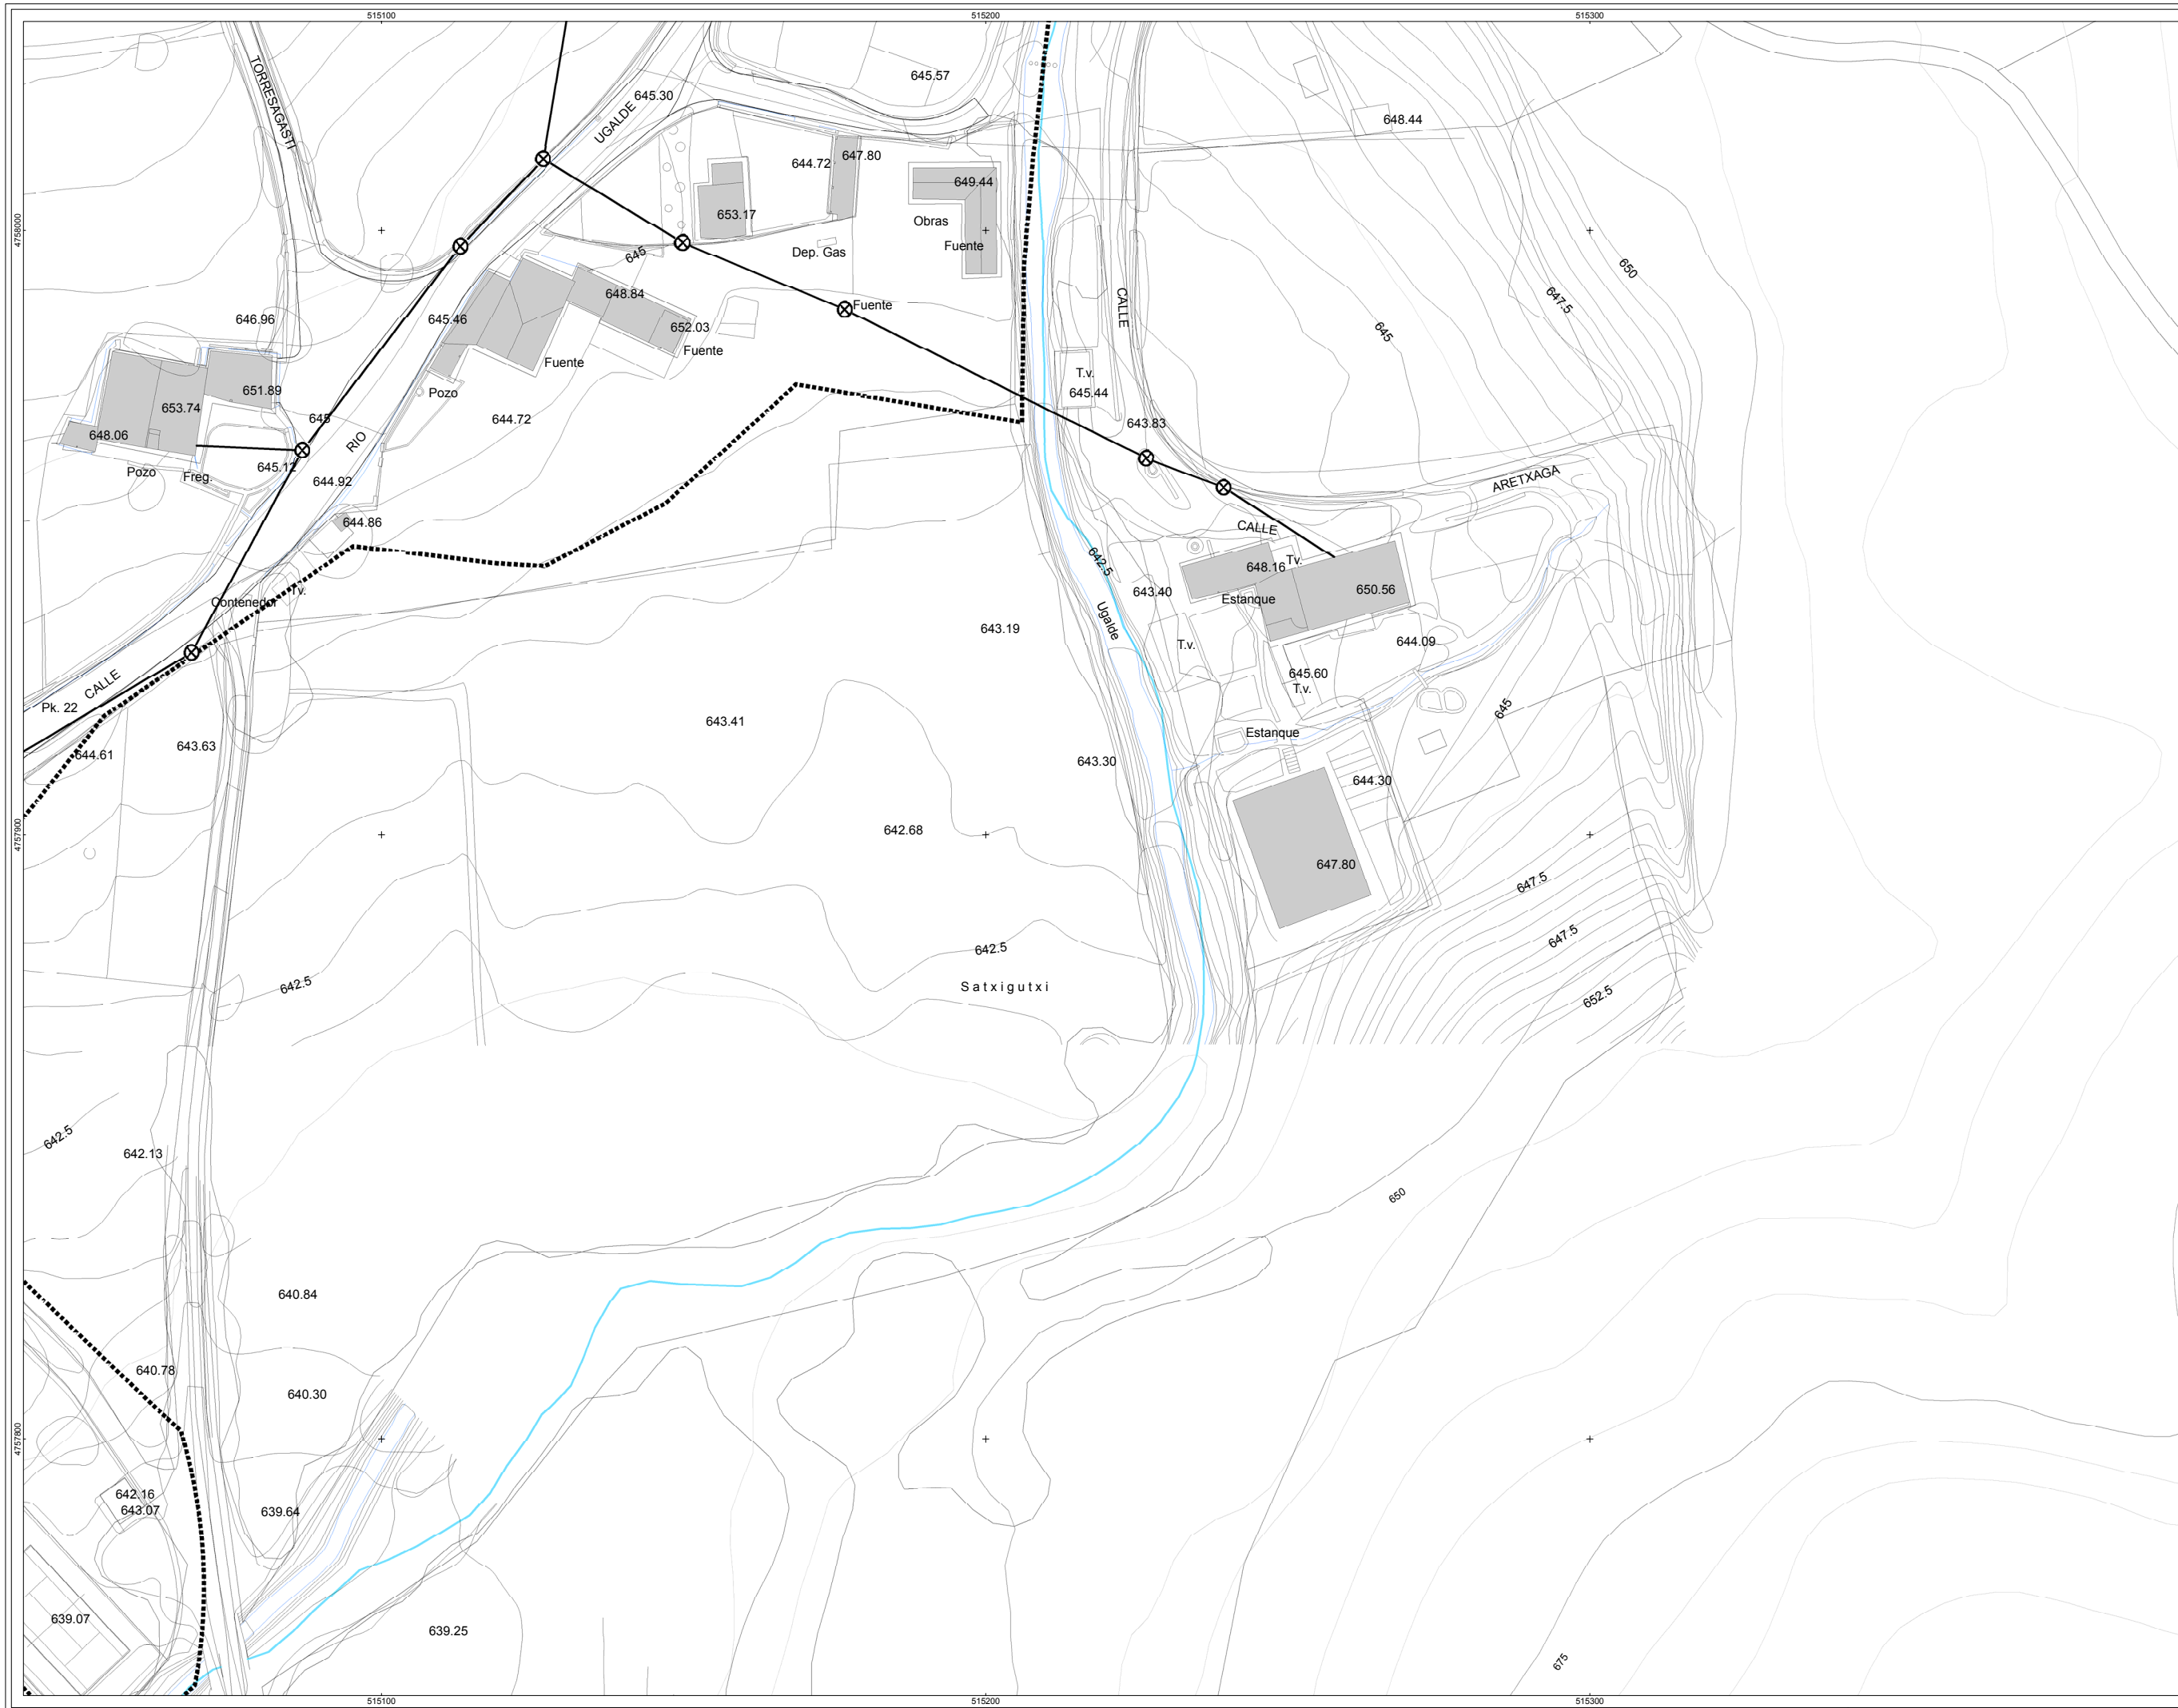 515100
515200
515300
TORRESAGASTI
645.57
645.30
UGALDE
648.44
644.72
647.80
649.44
653.17
Obras
Fuente
4758000
645
Dep. Gas
650
648.84
647.5
CALLE
Fuente
646.96
645.46
652.03
645
Fuente
Fuente
T.v.
651.89
Pozo
645.44
653.74
645
644.72
643.83
648.06
RIO
645.12
Pozo
Freg.
644.92
ARETXAGA
644.86
CALLE
642.5
Tv.
648.16
643.40
650.56
Tv.
Contenedor
Estanque
Ugalde
643.19
T.v.
644.09
645.60
CALLE
T.v.
Pk. 22
645
643.41
643.63
Estanque
644.61
643.30
644.30
4757900
642.68
647.80
647.5
647.5
642.5
642.5
Satxigutxi
652.5
642.5
642.13
650
640.84
640.78
640.30
4757800
642.16
643.07
639.64
639.07
639.25
675
515100
515200
515300